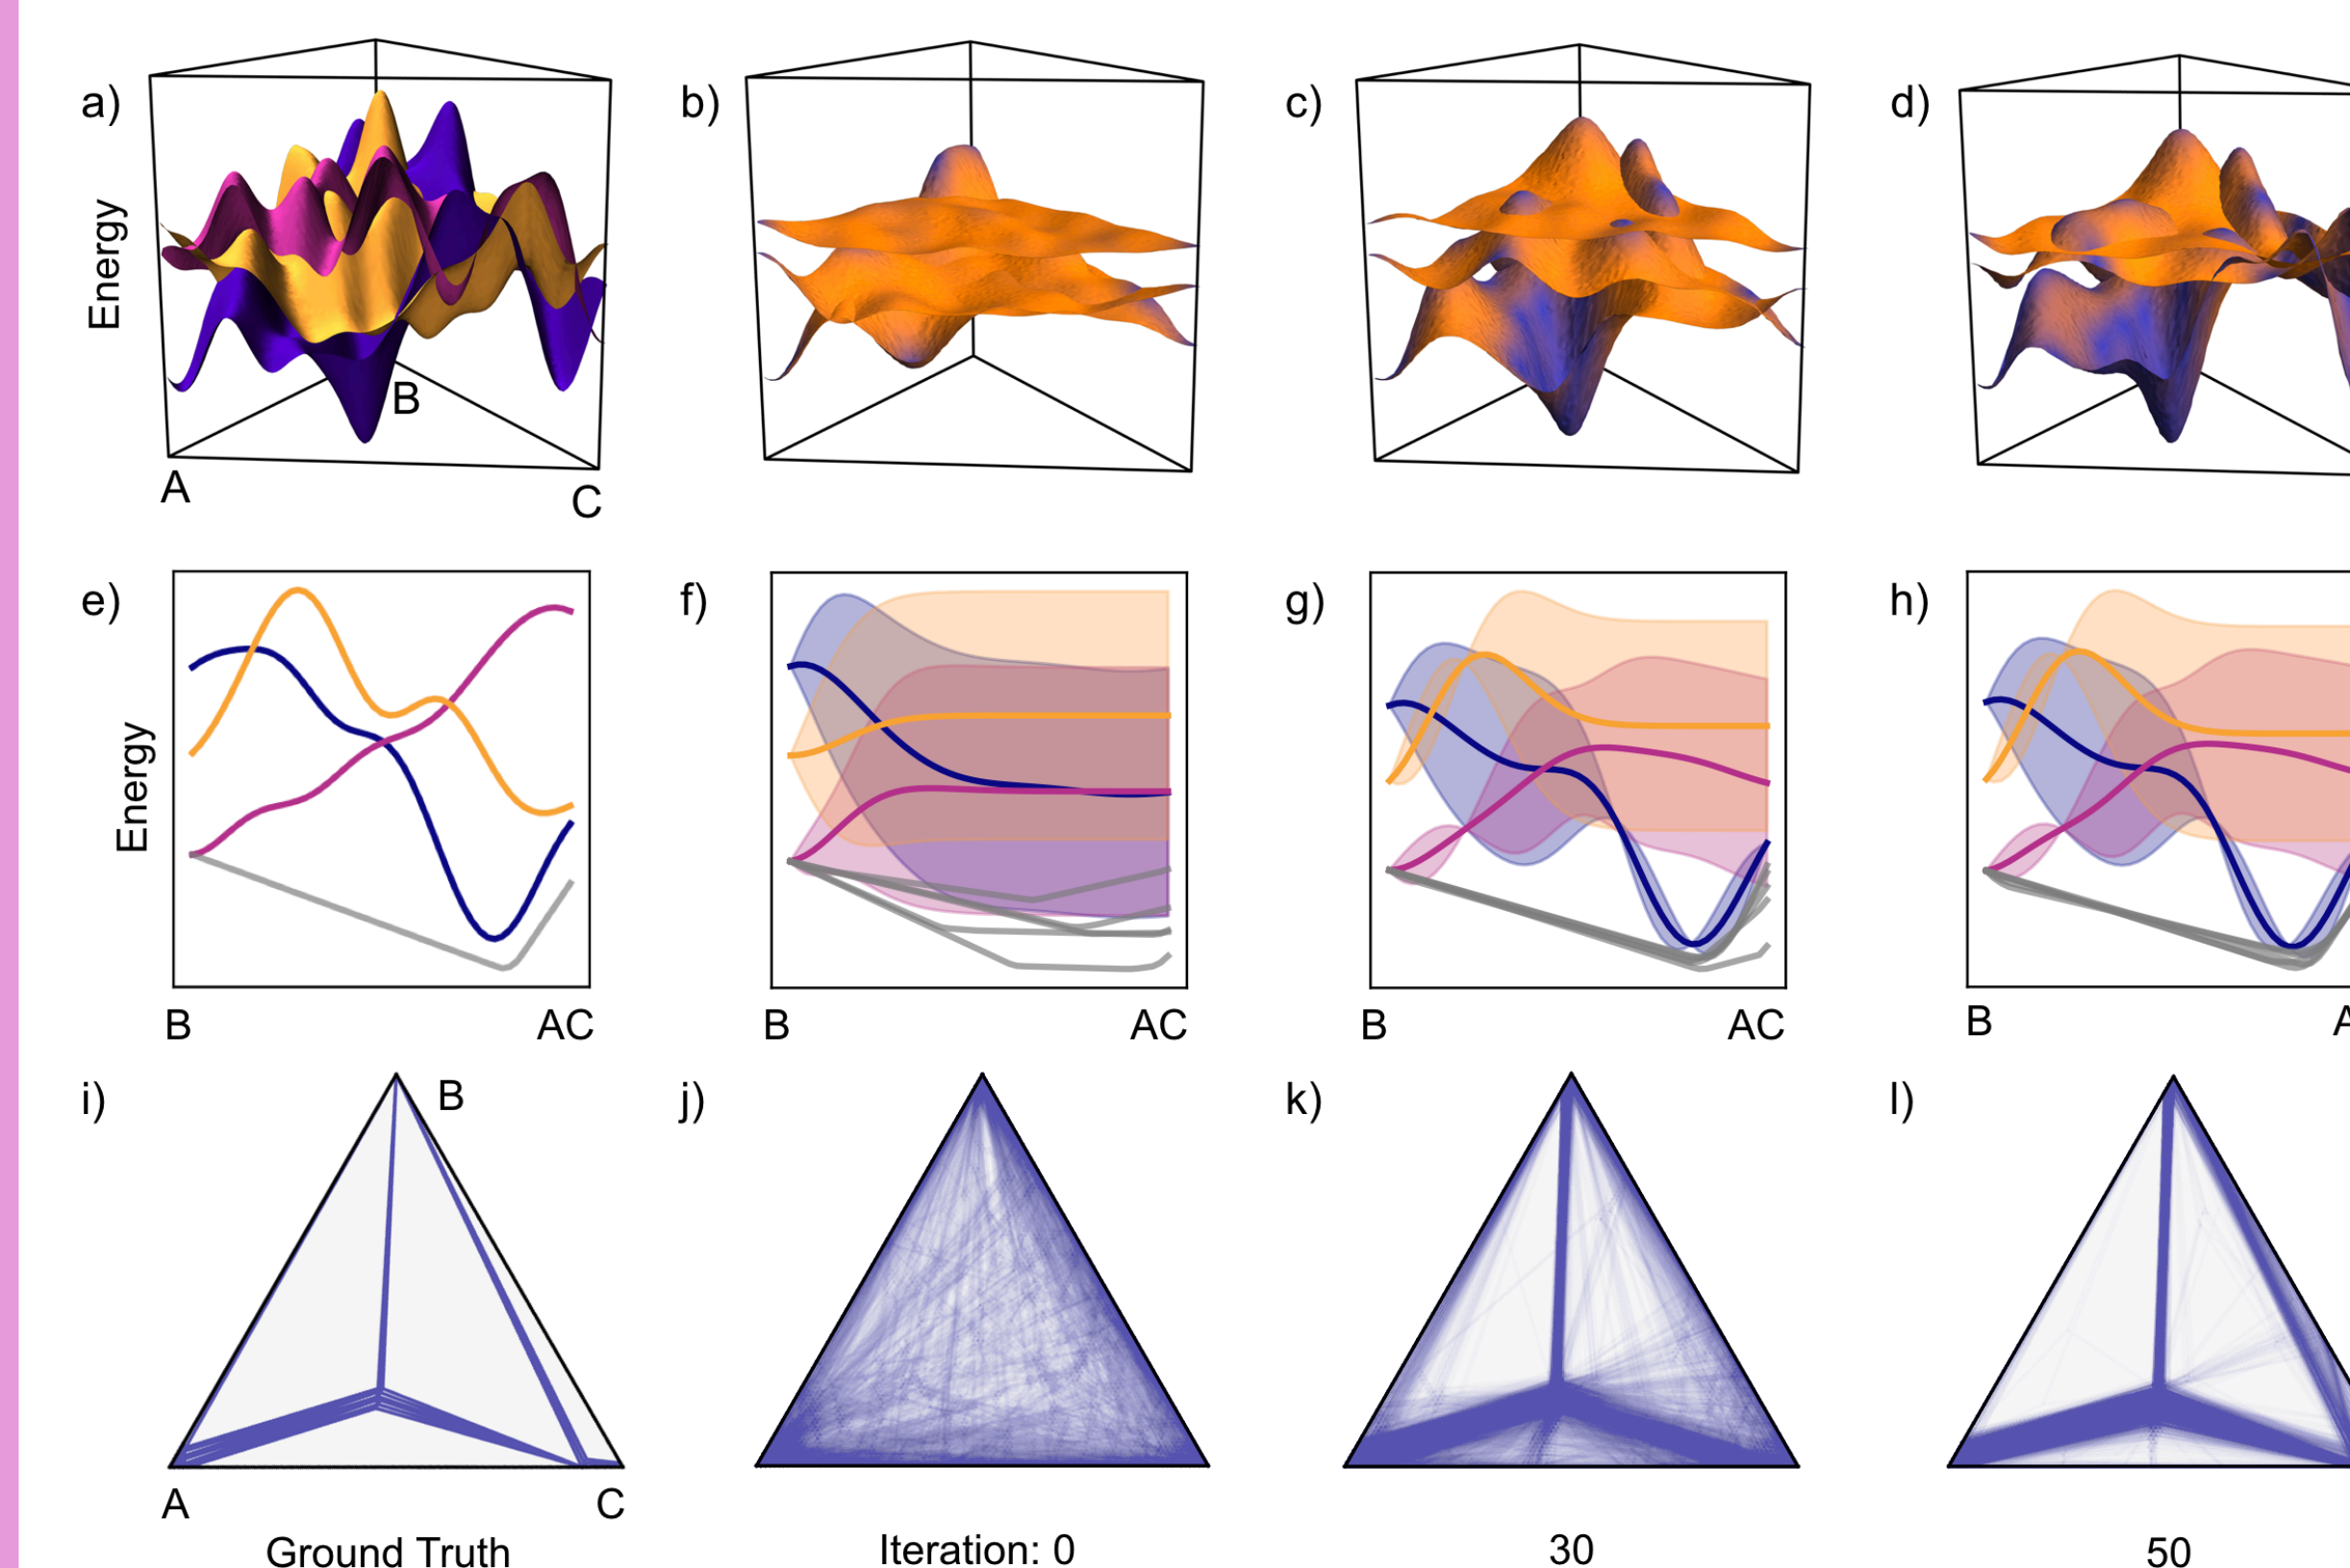 a)
b)
c)
d)
Energy
B
A
C
e)
f)
g)
h)
Energy
B
AC
B
AC
B
AC
B
i)
B
j)
k)
l)
A
C
Ground Truth
Iteration: 0
30
50